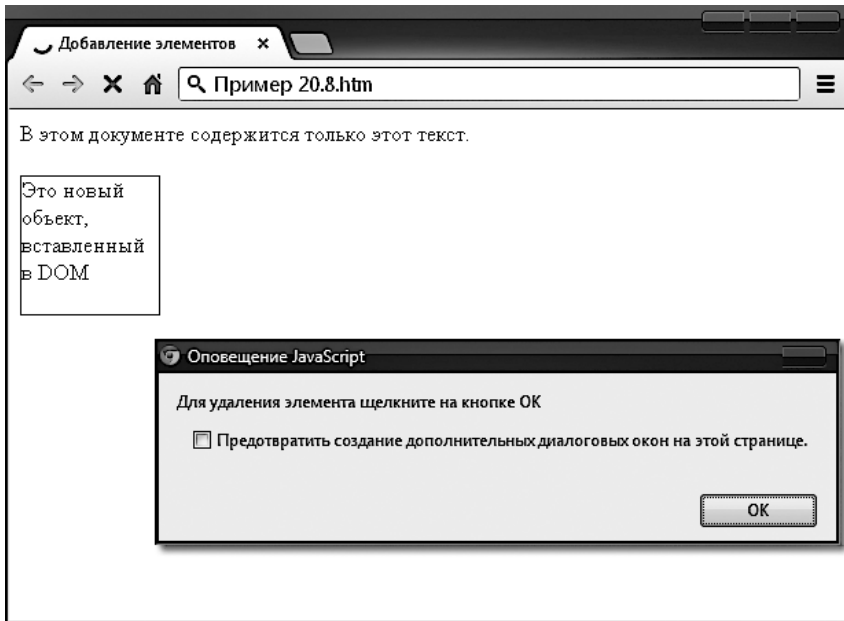 Добавление элементов
Пример 20.8.htm
В этом документе содержится только этот текст.
Это новый
объект,
вставленный
в DOM
Оповещение JavaScript
Для удаления элемента щелкните на кнопке OK
Предотвратить создание дополнительных диалоговых окон на этой странице.
OK